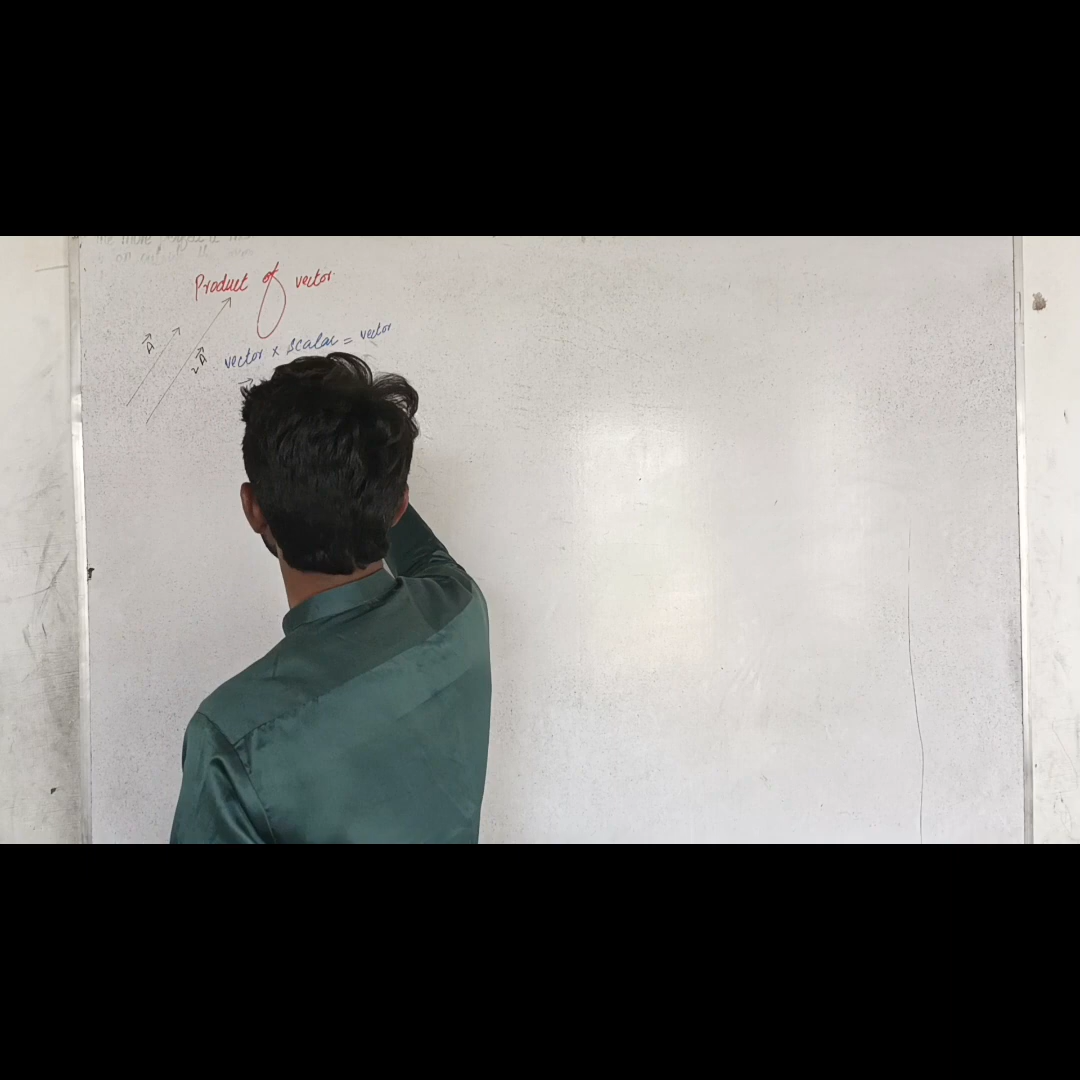 Product of vector.
A⃗
2A⃗
vector × scalar = vector